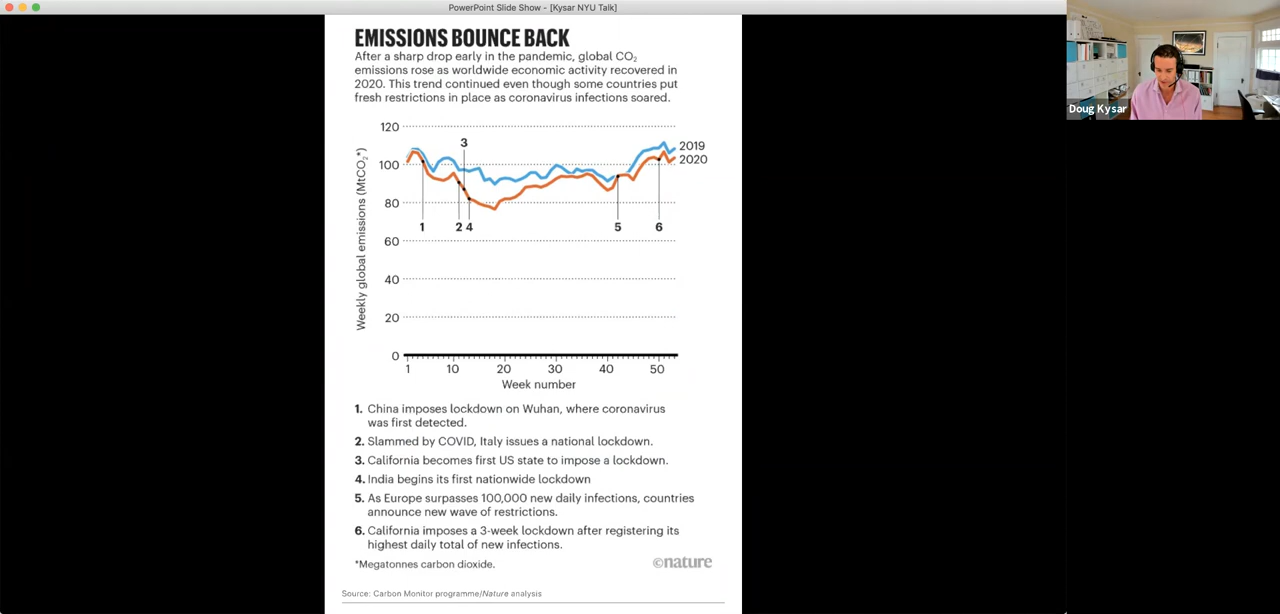 PowerPoint Slide Show - [Kysar NYU Talk]
EMISSIONS BOUNCE BACK
After a sharp drop early in the pandemic, global CO₂
emissions rose as worldwide economic activity recovered in
2020. This trend continued even though some countries put
fresh restrictions in place as coronavirus infections soared.
Doug Kysar
Weekly global emissions (MtCO₂*)
120
100
80
60
40
20
0
3
2019
2020
1
2 4
5
6
1 10 20 30 40 50
Week number
1. China imposes lockdown on Wuhan, where coronavirus
was first detected.
2. Slammed by COVID, Italy issues a national lockdown.
3. California becomes first US state to impose a lockdown.
4. India begins its first nationwide lockdown
5. As Europe surpasses 100,000 new daily infections, countries
announce new wave of restrictions.
6. California imposes a 3-week lockdown after registering its
highest daily total of new infections.
*Megatonnes carbon dioxide.
©nature
Source: Carbon Monitor programme/Nature analysis